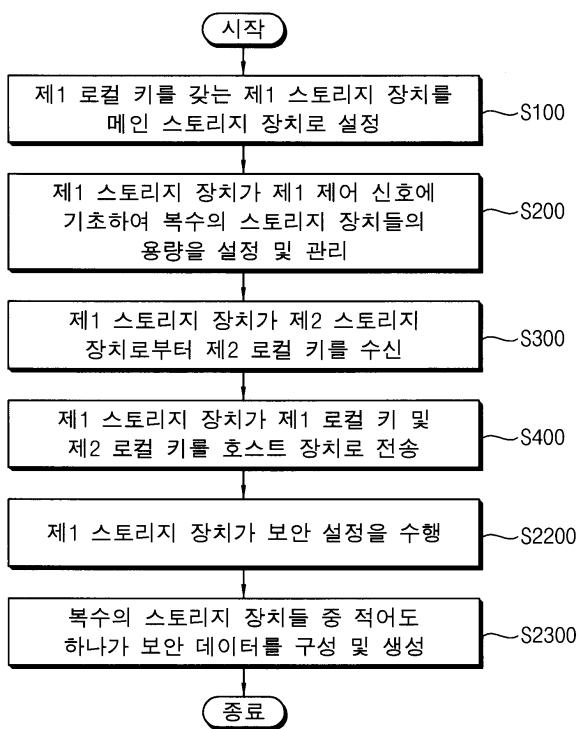 시작
제1 로컬 키를 갖는 제1 스토리지 장치를
메인 스토리지 장치로 설정
S100
제1 스토리지 장치가 제1 제어 신호에
기초하여 복수의 스토리지 장치들의
용량을 설정 및 관리
S200
제1 스토리지 장치가 제2 스토리지
장치로부터 제2 로컬 키를 수신
S300
제1 스토리지 장치가 제1 로컬 키 및
제2 로컬 키를 호스트 장치로 전송
S400
제1 스토리지 장치가 보안 설정을 수행
S2200
복수의 스토리지 장치들 중 적어도
하나가 보안 데이터를 구성 및 생성
S2300
종료